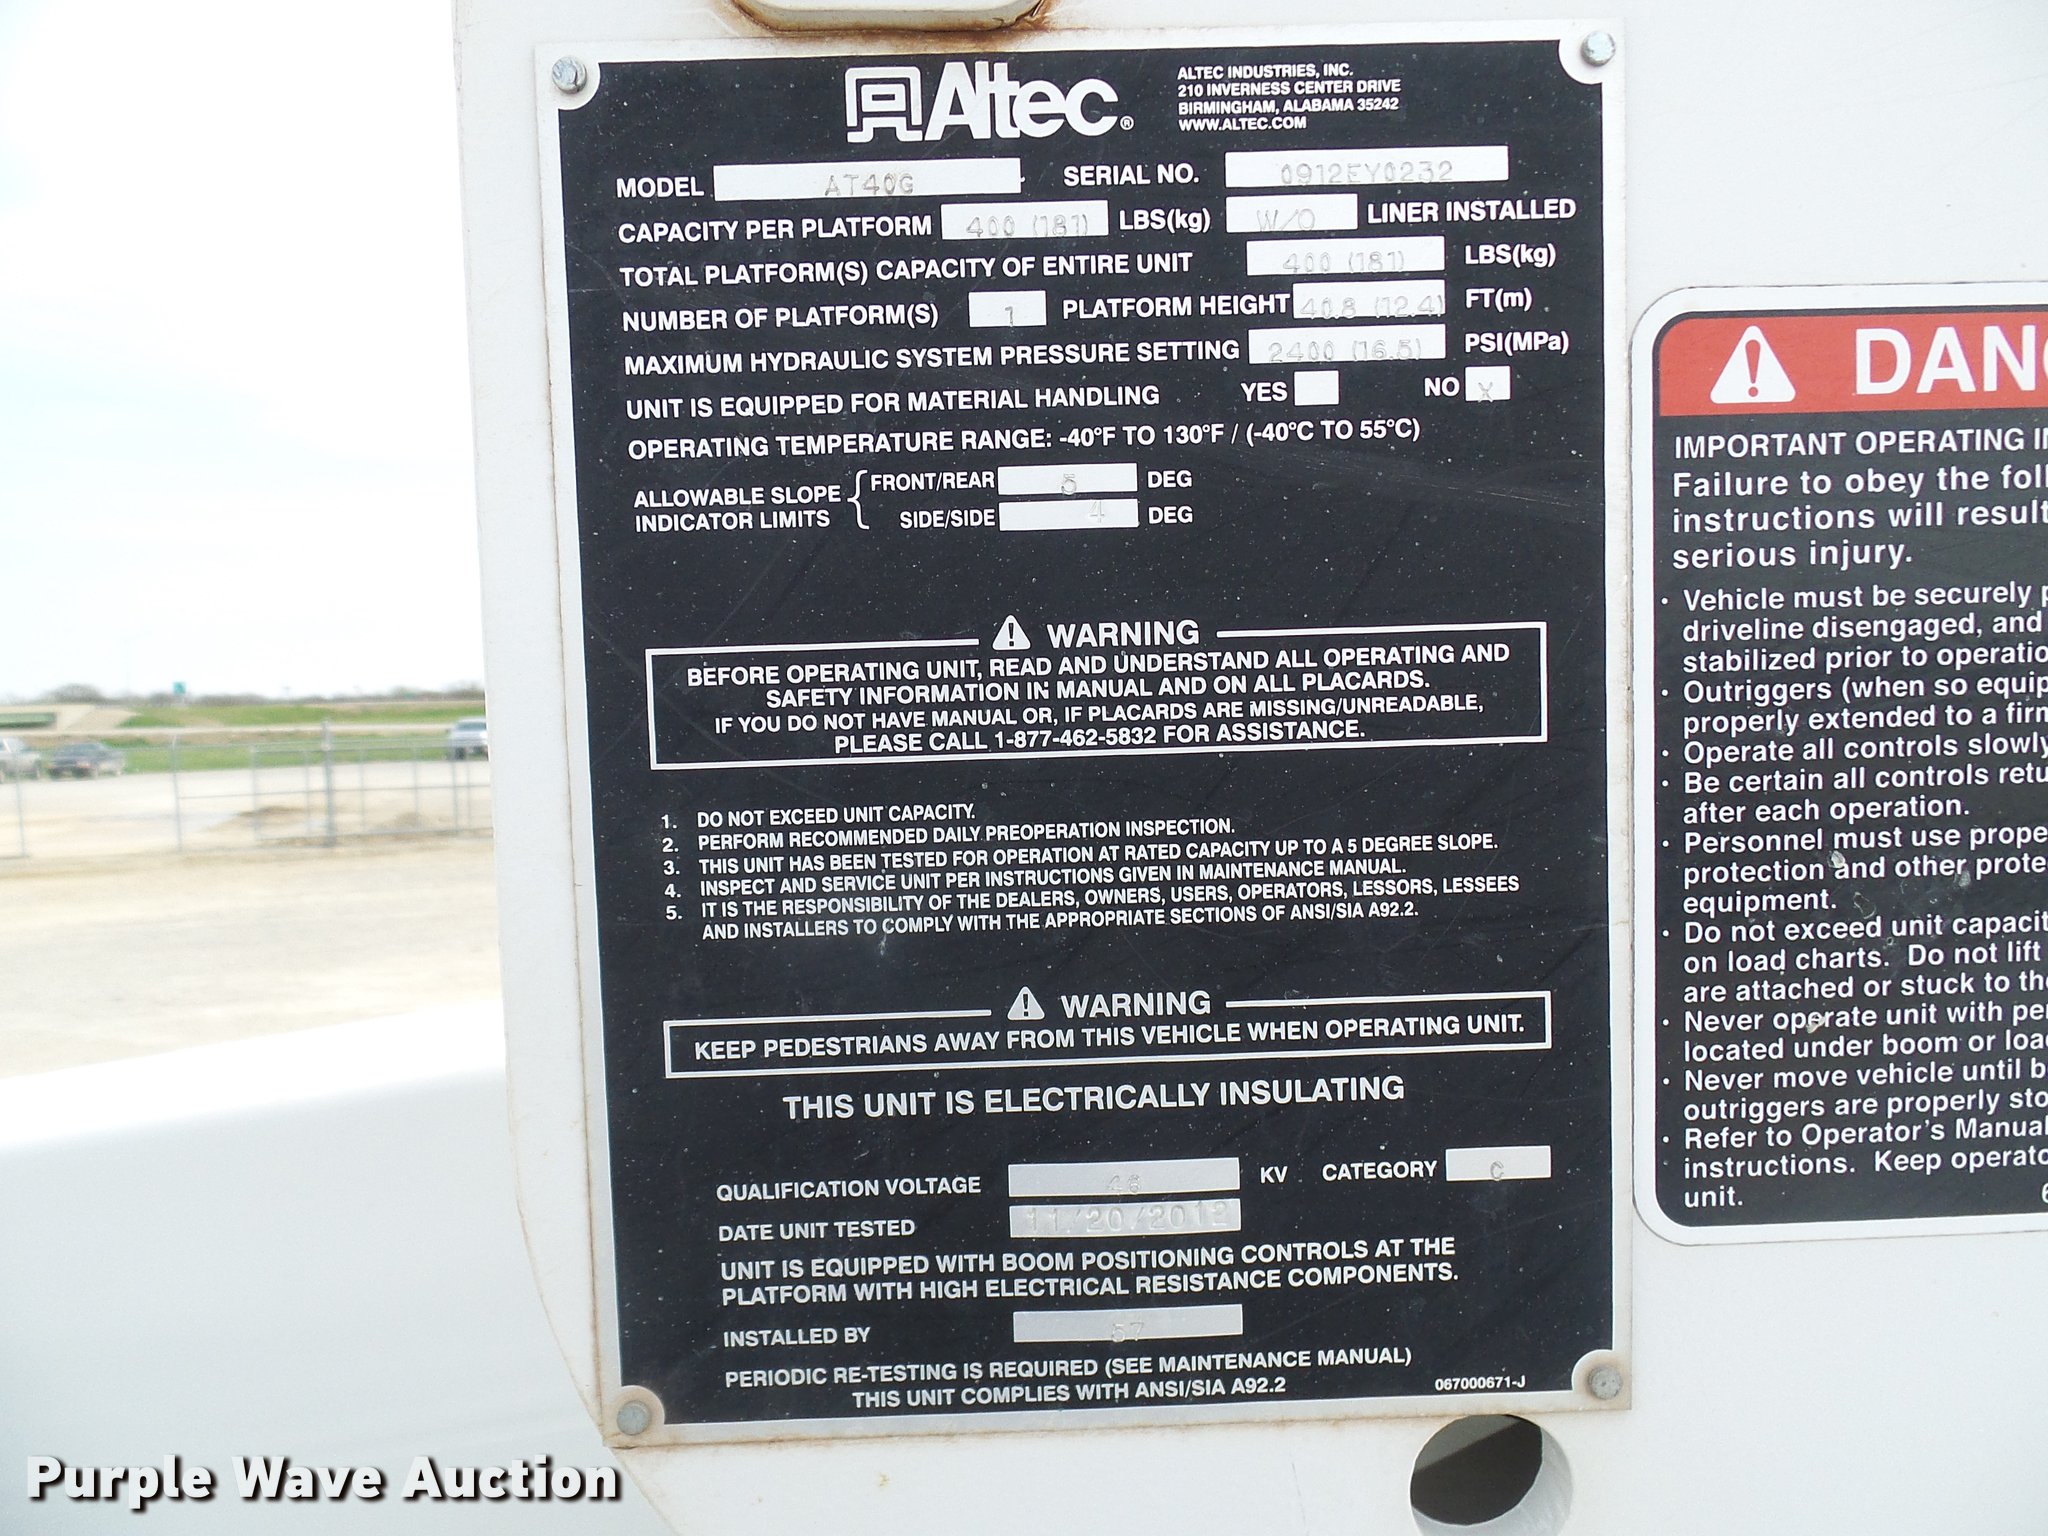 Altec®
ALTEC INDUSTRIES, INC.
210 INVERNESS CENTER DRIVE
BIRMINGHAM, ALABAMA 35242
WWW.ALTEC.COM
MODEL AT40G SERIAL NO. 0912EY0232
CAPACITY PER PLATFORM 400 (181) LBS(kg) W/O LINER INSTALLED
TOTAL PLATFORM(S) CAPACITY OF ENTIRE UNIT 400 (181) LBS(kg)
NUMBER OF PLATFORM(S) 1 PLATFORM HEIGHT 40.8 (12.4) FT(m)
MAXIMUM HYDRAULIC SYSTEM PRESSURE SETTING 2400 (16.5) PSI(MPa)
UNIT IS EQUIPPED FOR MATERIAL HANDLING YES NO X
OPERATING TEMPERATURE RANGE: -40°F TO 130°F / (-40°C TO 55°C)
ALLOWABLE SLOPE INDICATOR LIMITS
FRONT/REAR 5 DEG
SIDE/SIDE 4 DEG
WARNING
BEFORE OPERATING UNIT, READ AND UNDERSTAND ALL OPERATING AND
SAFETY INFORMATION IN MANUAL AND ON ALL PLACARDS.
IF YOU DO NOT HAVE MANUAL OR, IF PLACARDS ARE MISSING/UNREADABLE,
PLEASE CALL 1-877-462-5832 FOR ASSISTANCE.
1. DO NOT EXCEED UNIT CAPACITY.
2. PERFORM RECOMMENDED DAILY PREOPERATION INSPECTION.
3. THIS UNIT HAS BEEN TESTED FOR OPERATION AT RATED CAPACITY UP TO A 5 DEGREE SLOPE.
4. INSPECT AND SERVICE UNIT PER INSTRUCTIONS GIVEN IN MAINTENANCE MANUAL.
5. IT IS THE RESPONSIBILITY OF THE DEALERS, OWNERS, USERS, OPERATORS, LESSORS, LESSEES
AND INSTALLERS TO COMPLY WITH THE APPROPRIATE SECTIONS OF ANSI/SIA A92.2.
WARNING
KEEP PEDESTRIANS AWAY FROM THIS VEHICLE WHEN OPERATING UNIT.
THIS UNIT IS ELECTRICALLY INSULATING
QUALIFICATION VOLTAGE 46 KV CATEGORY C
DATE UNIT TESTED 11/20/2012
UNIT IS EQUIPPED WITH BOOM POSITIONING CONTROLS AT THE
PLATFORM WITH HIGH ELECTRICAL RESISTANCE COMPONENTS.
INSTALLED BY 57
PERIODIC RE-TESTING IS REQUIRED (SEE MAINTENANCE MANUAL)
THIS UNIT COMPLIES WITH ANSI/SIA A92.2
067000671-J
DAN
IMPORTANT OPERATING
Failure to obey the
instructions will result
serious injury.
• Vehicle must be securely
driveline disengaged, and
stabilized prior to
• Outriggers (when so
properly extended to a
• Operate all controls slowly
• Be certain all controls
after each operation.
• Personnel must use
protection and other
equipment.
• Do not exceed unit
on load charts. Do not lift
are attached or stuck to
• Never operate unit with
located under boom or
• Never move vehicle until
outriggers are properly
• Refer to Operator's Manual
instructions. Keep
unit.
Purple Wave Auction